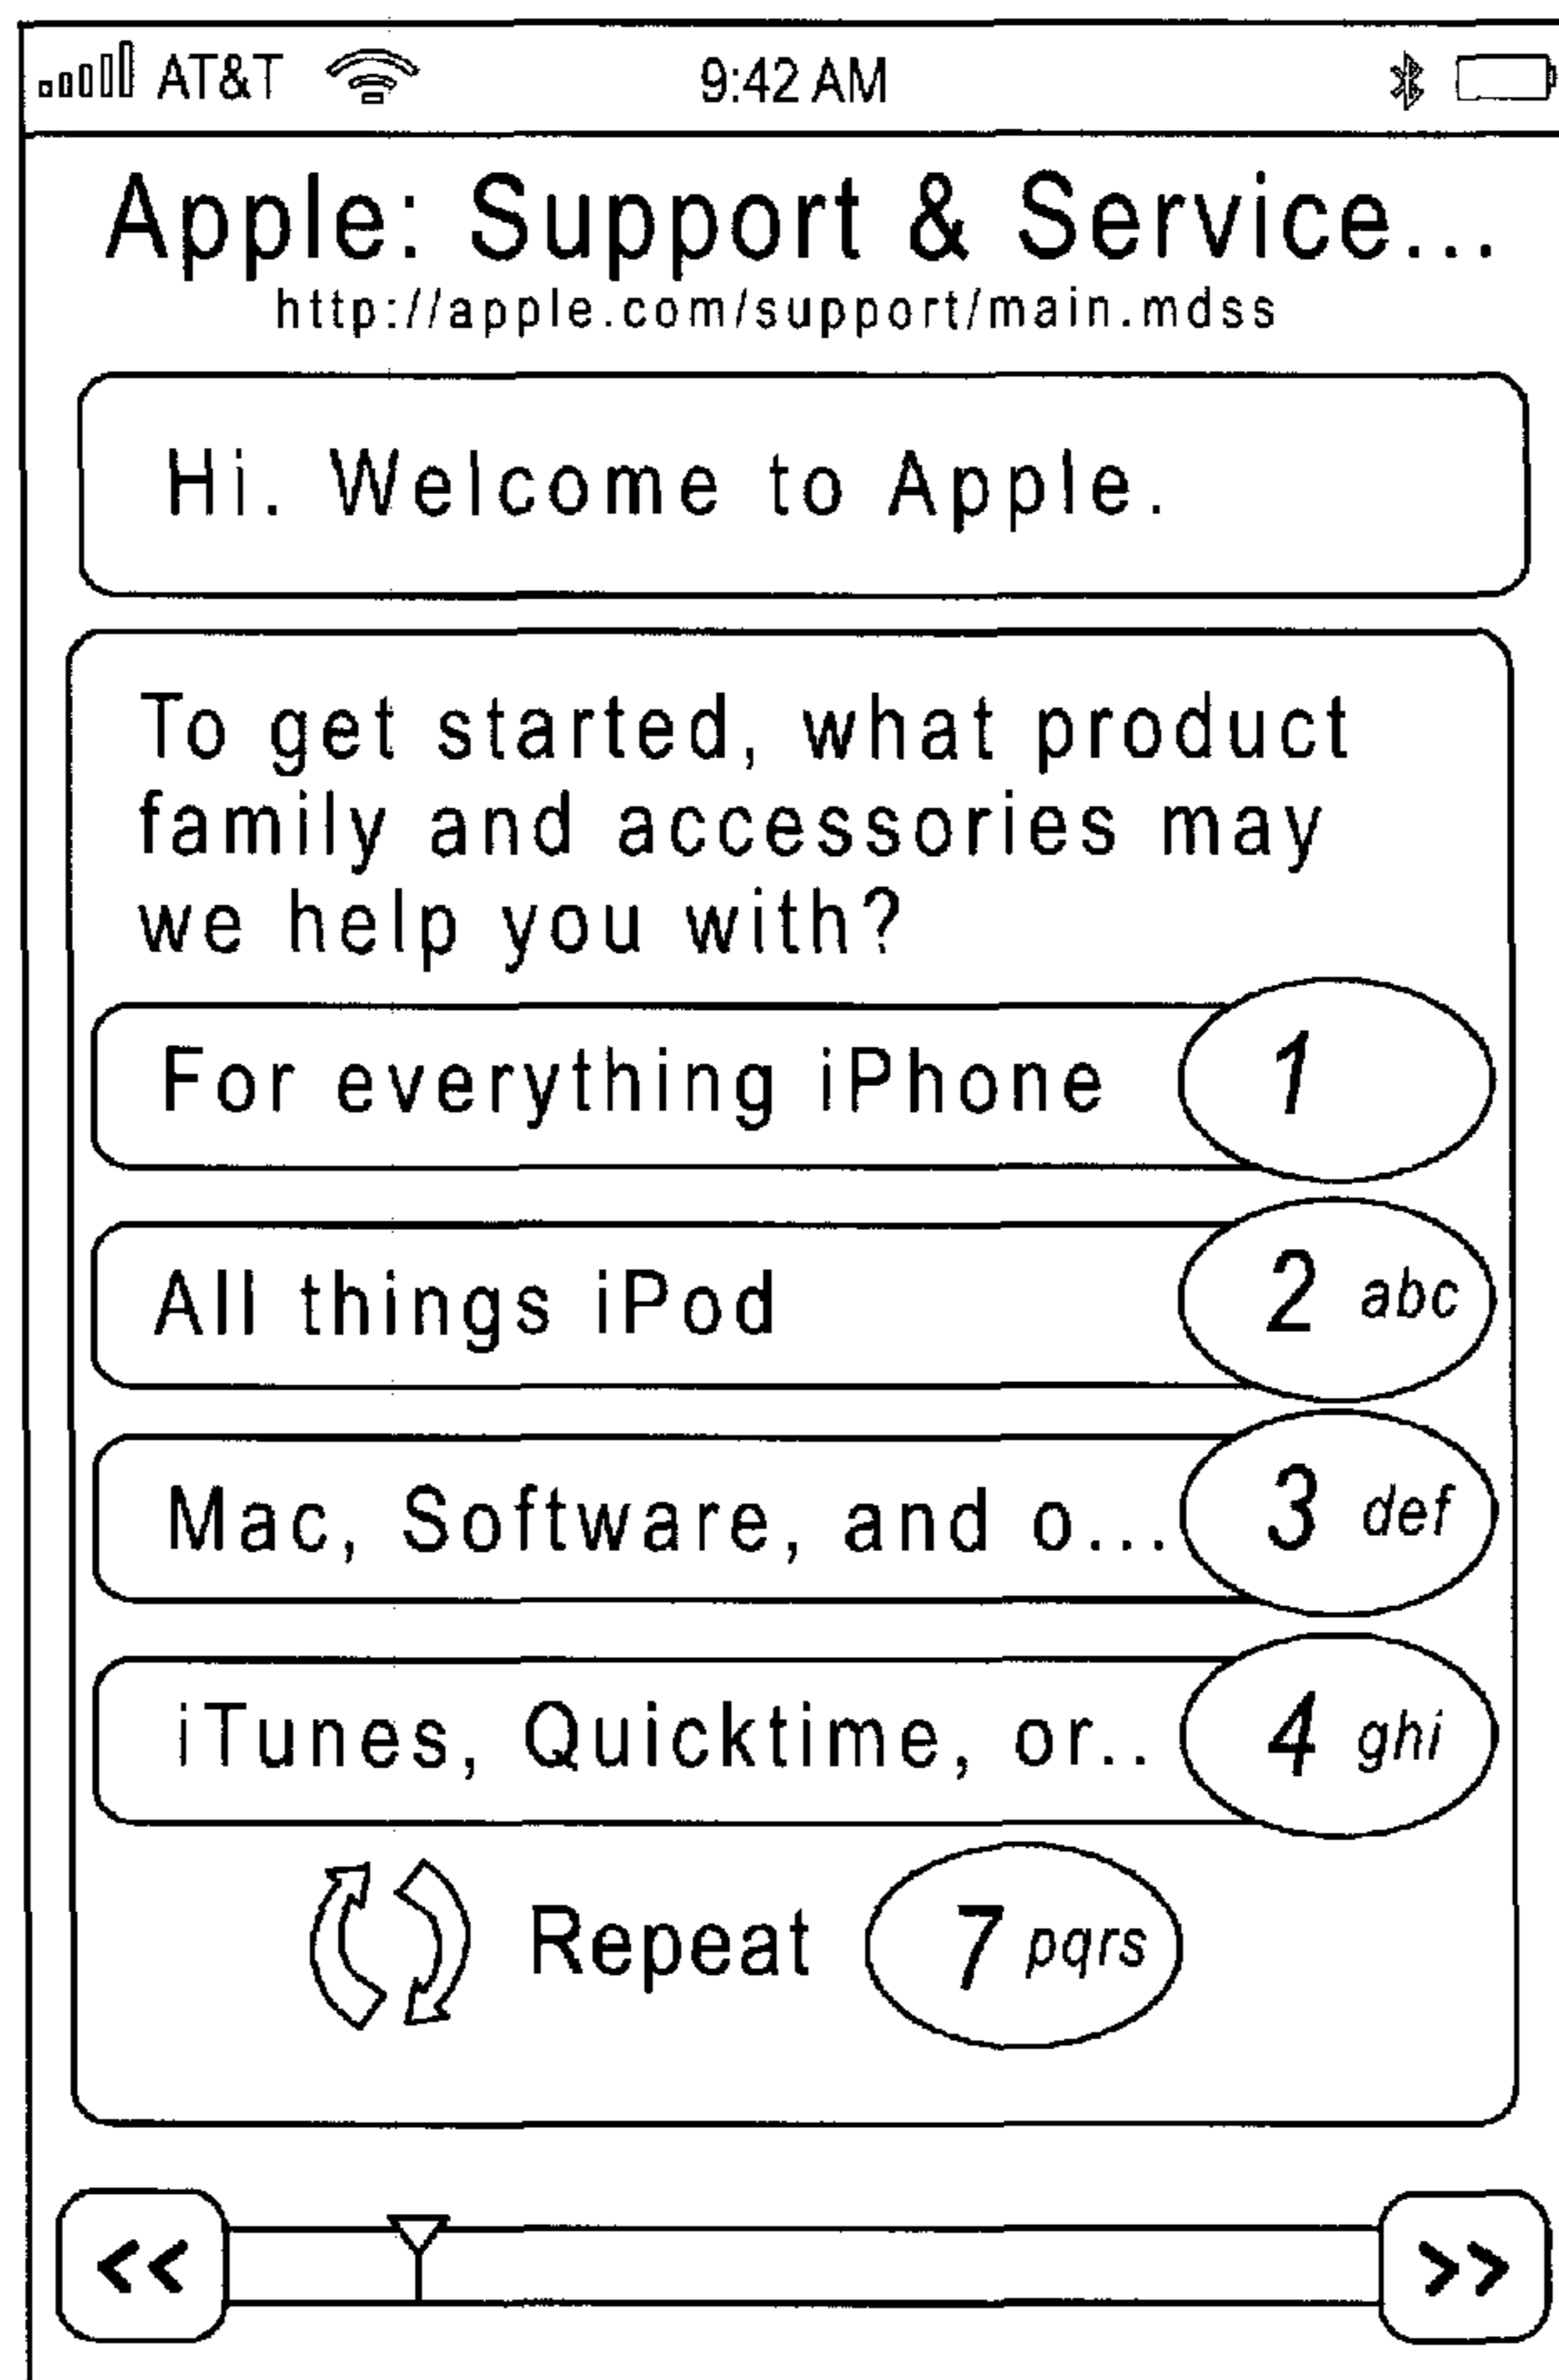 AT&T 9:42 AM
Apple: Support & Service...
http://apple.com/support/main.mdss
Hi. Welcome to Apple.
To get started, what product
family and accessories may
we help you with?
For everything iPhone 1
All things iPod 2 abc
Mac, Software, and o... 3 def
iTunes, Quicktime, or.. 4 ghi
Repeat 7 pqrs
<< >>